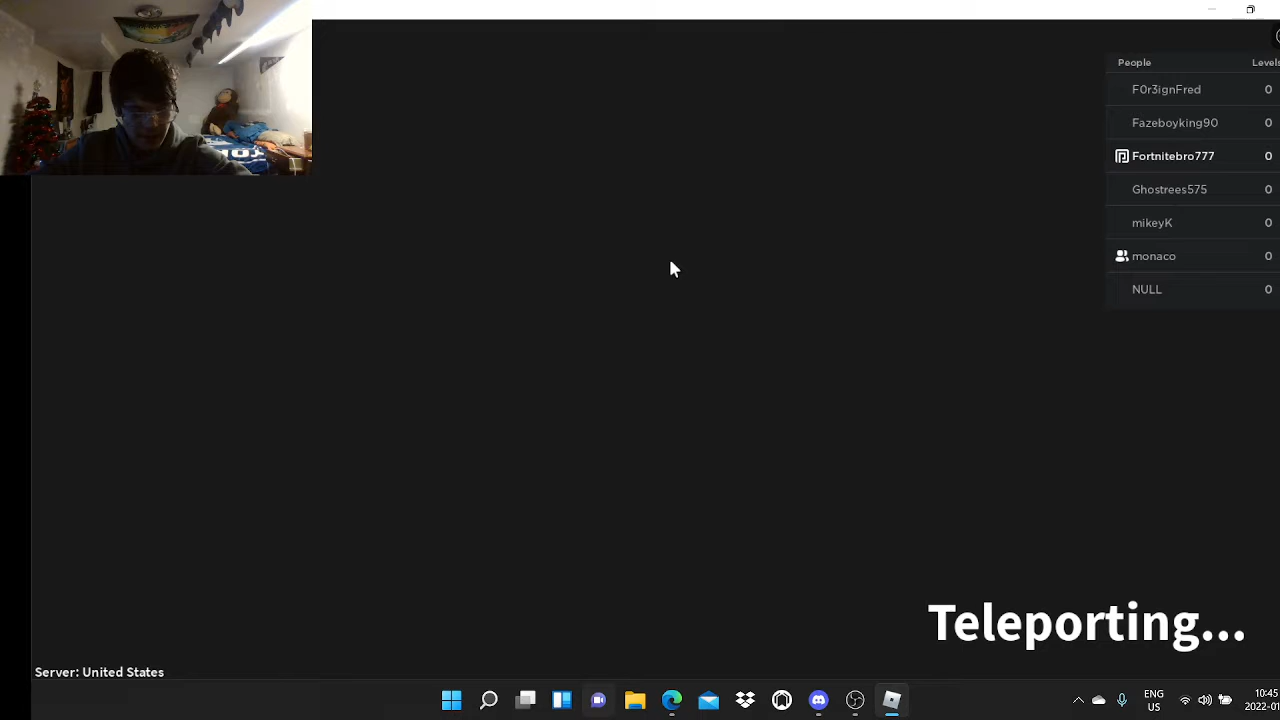 People Levels
F0r3ignFred 0
Fazeboyking90 0
Fortnitebro777 0
Ghostrees575 0
mikeyK 0
monaco 0
NULL 0
Teleporting...
Server: United States
ENG
US
10:45
2022-01